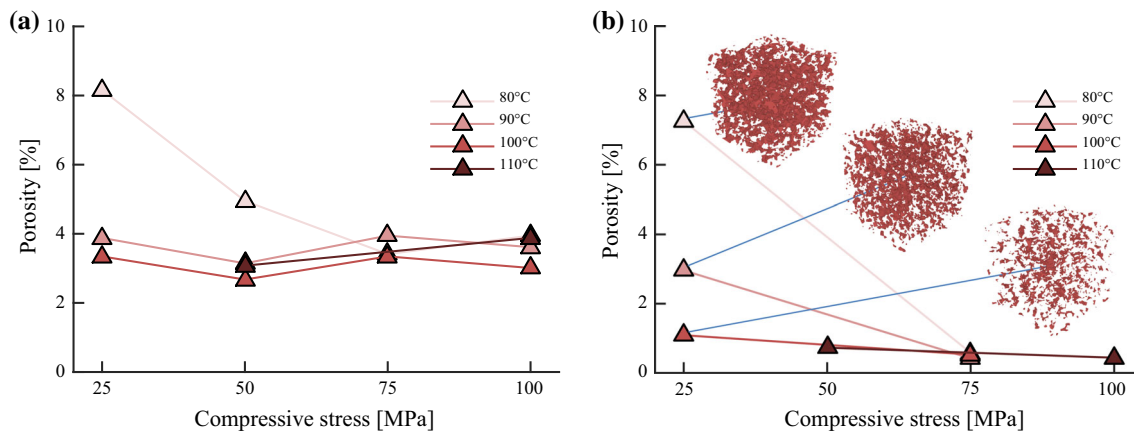 (a)
10
8
6
4
2
0
Porosity [%]
25 50 75 100
Compressive stress [MPa]
80°C
90°C
100°C
110°C
(b)
10
8
6
4
2
0
Porosity [%]
25 50 75 100
Compressive stress [MPa]
80°C
90°C
100°C
110°C